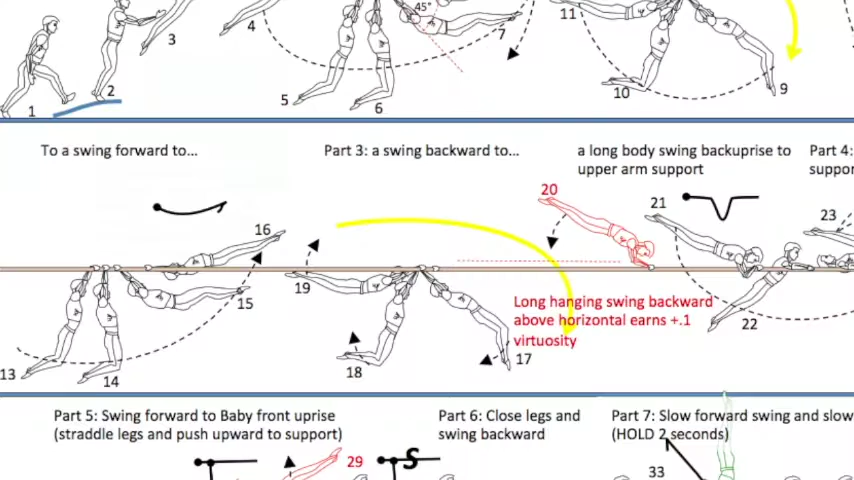 3
4
45°
7
11
1
2
5
6
10
9
To a swing forward to...
Part 3: a swing backward to...
a long body swing backuprise to
upper arm support
Part 4:
20
21
23
16
19
15
Long hanging swing backward
above horizontal earns +.1
virtuosity
22
13
14
18
17
Part 5: Swing forward to Baby front uprise
(straddle legs and push upward to support)
Part 6: Close legs and
swing backward
Part 7: Slow forward swing and slow
(HOLD 2 seconds)
29
S
33